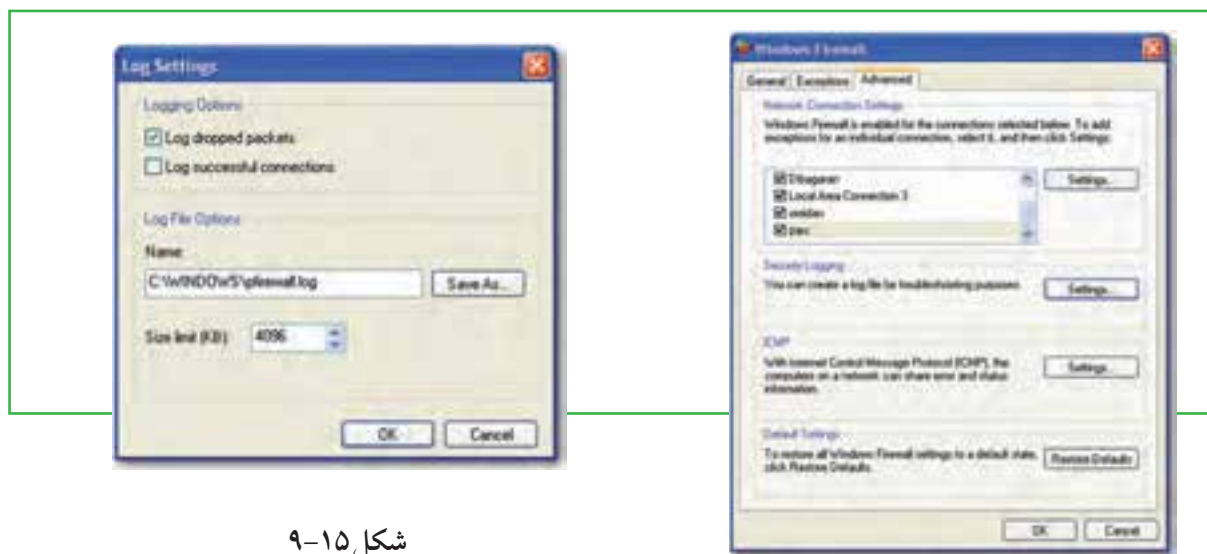 Log Settings
Logging Options
Log dropped packets
Log successful connections
Log File Options
Name:
C:\WINDOWS\pfirewall.log
Save As...
Size limit (KB):
4096
OK
Cancel
Windows Firewall
General
Exceptions
Advanced
Network Connection Settings
Windows Firewall is enabled for the connections selected below. To add
exceptions for an individual connection, select it, and then click Settings:
Local Area Connection 3
Settings...
Security Logging
You can create a log file for troubleshooting purposes.
Settings...
ICMP
With Internet Control Message Protocol (ICMP), the
computers on a network can share error and status
information.
Settings...
Default Settings
To restore all Windows Firewall settings to a default state,
click Restore Defaults.
Restore Defaults
OK
Cancel
شکل ۱۵-۹